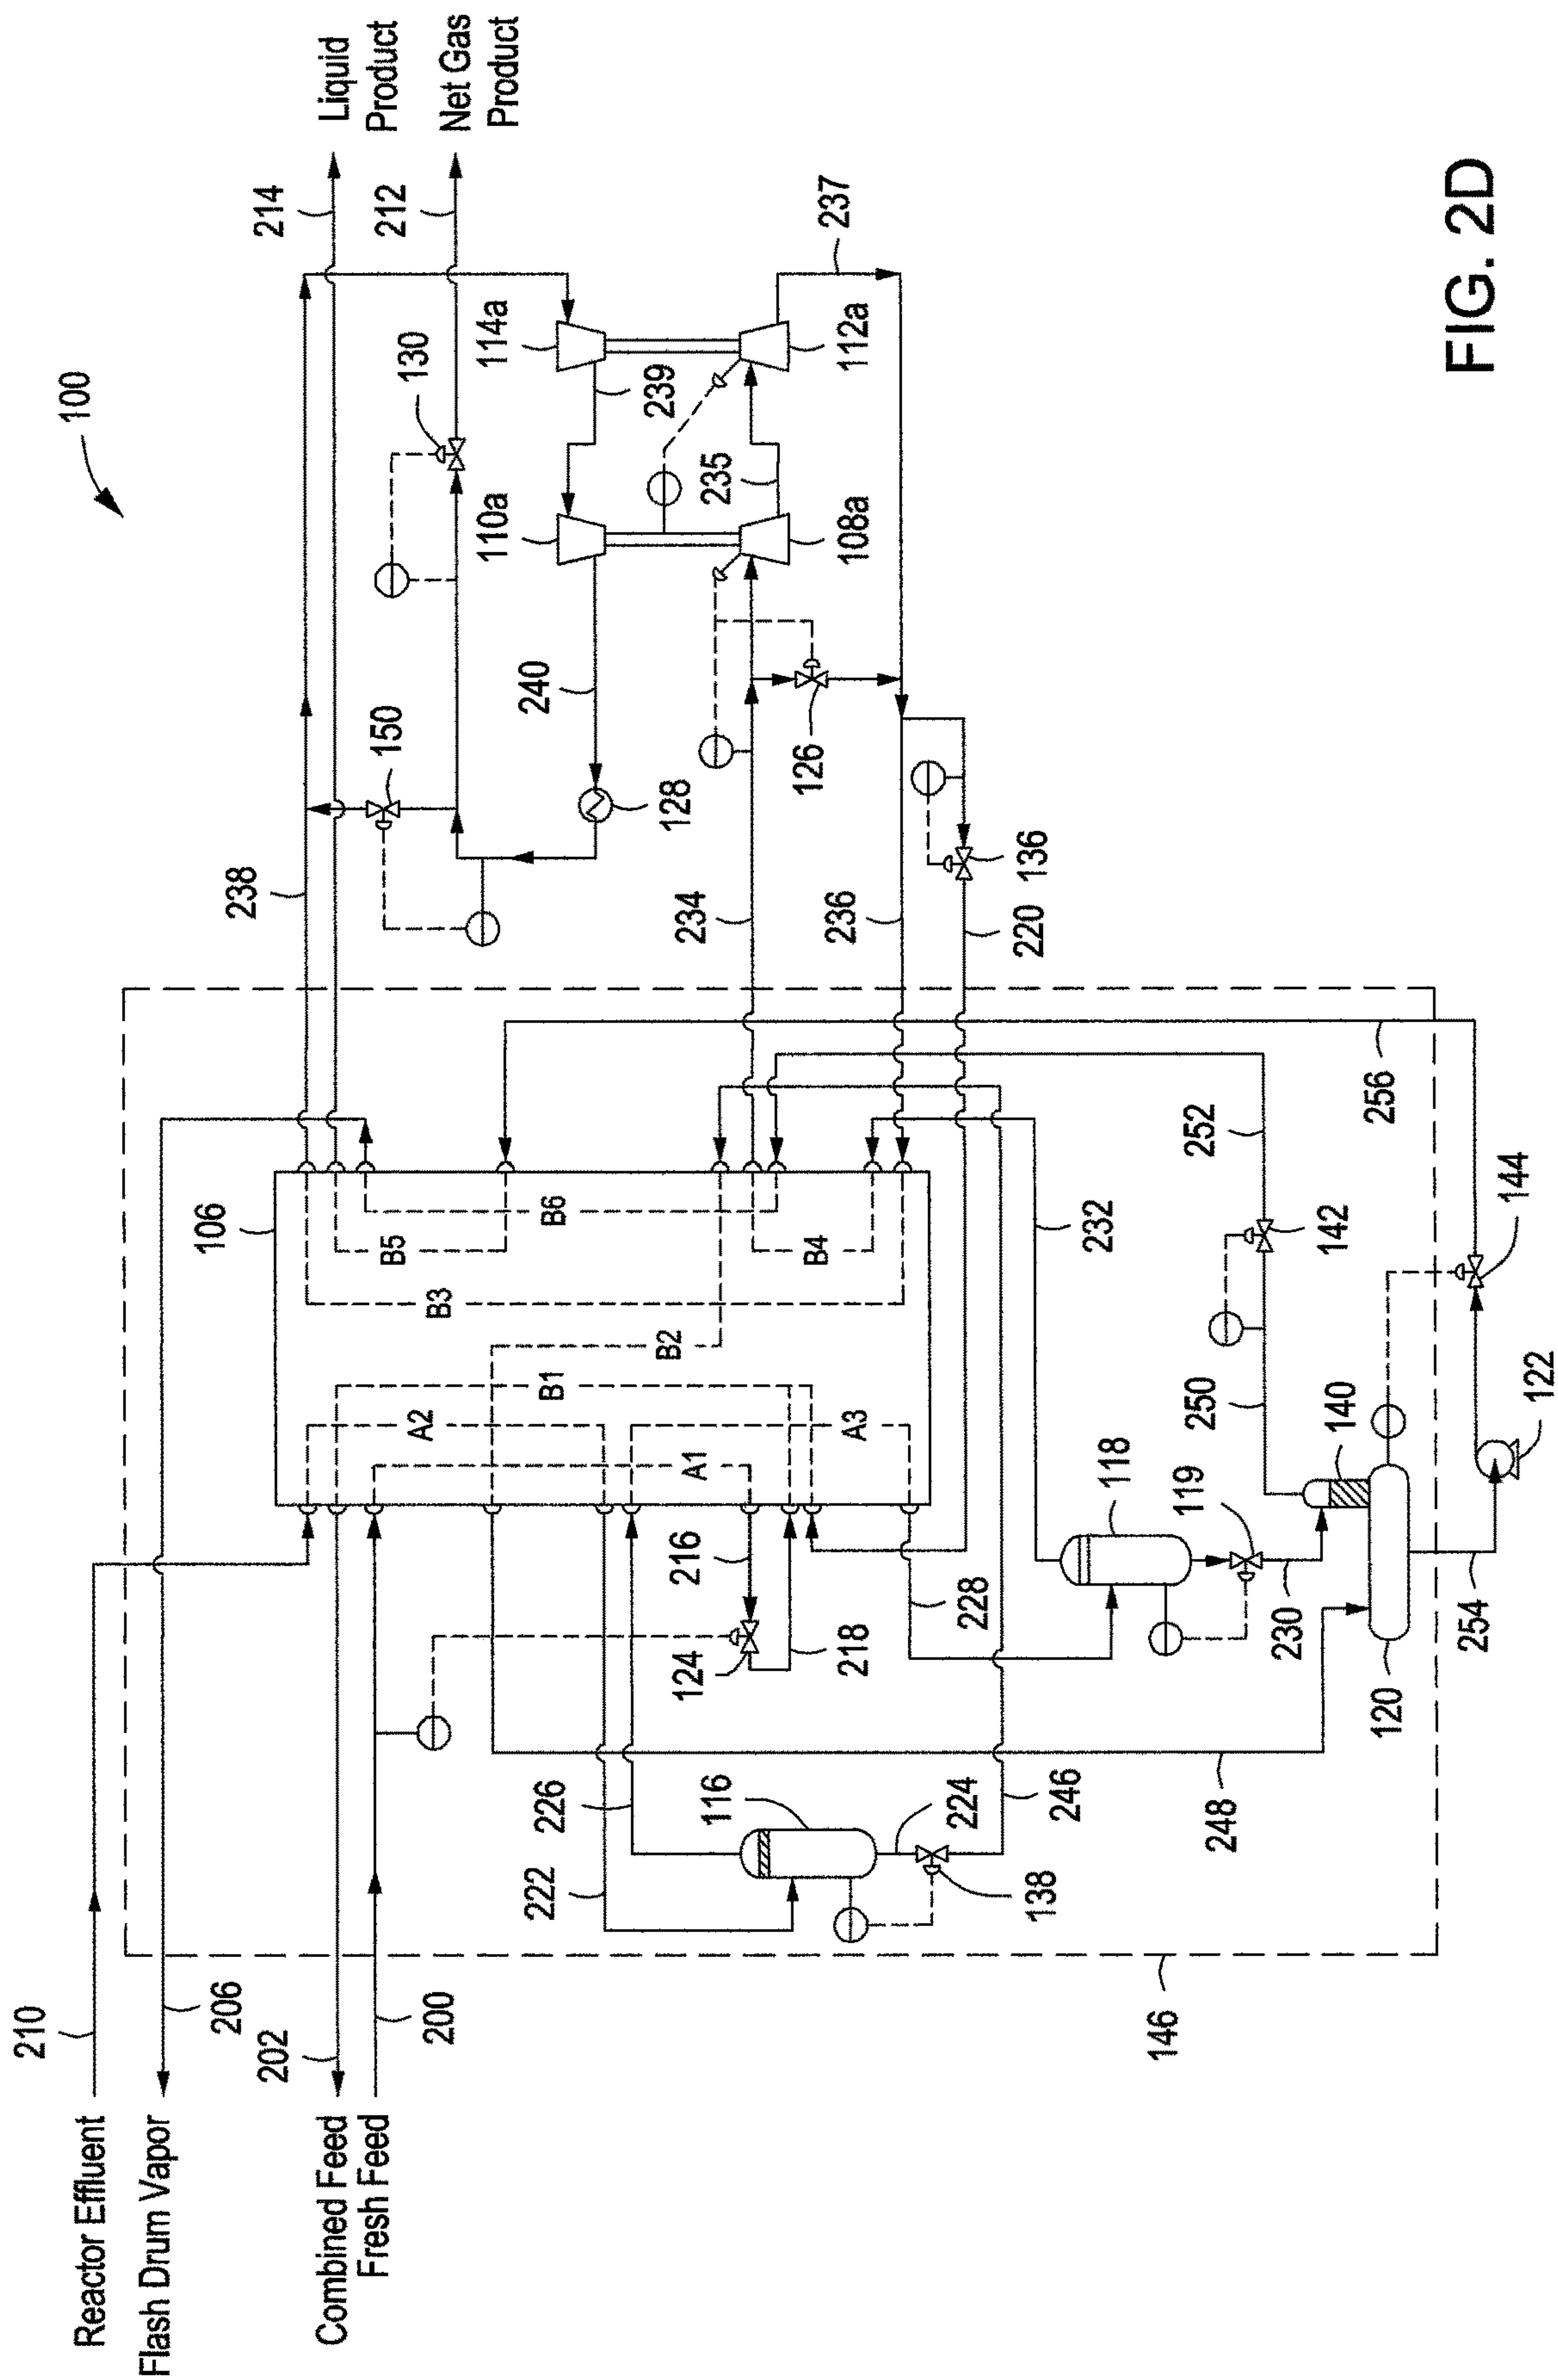 FIG. 2D
100
Reactor Effluent
210
Flash Drum Vapor
206
Combined Feed
202
Fresh Feed
200
Liquid
Product
214
Net Gas
Product
212
238
150
130
114a
110a
239
240
128
112a
108a
235
237
234
126
236
136
220
106
B5
B6
B3
B4
B2
B1
A2
A1
A3
216
124
218
228
222
226
116
224
138
246
248
232
118
119
230
252
142
250
140
120
254
122
144
256
146